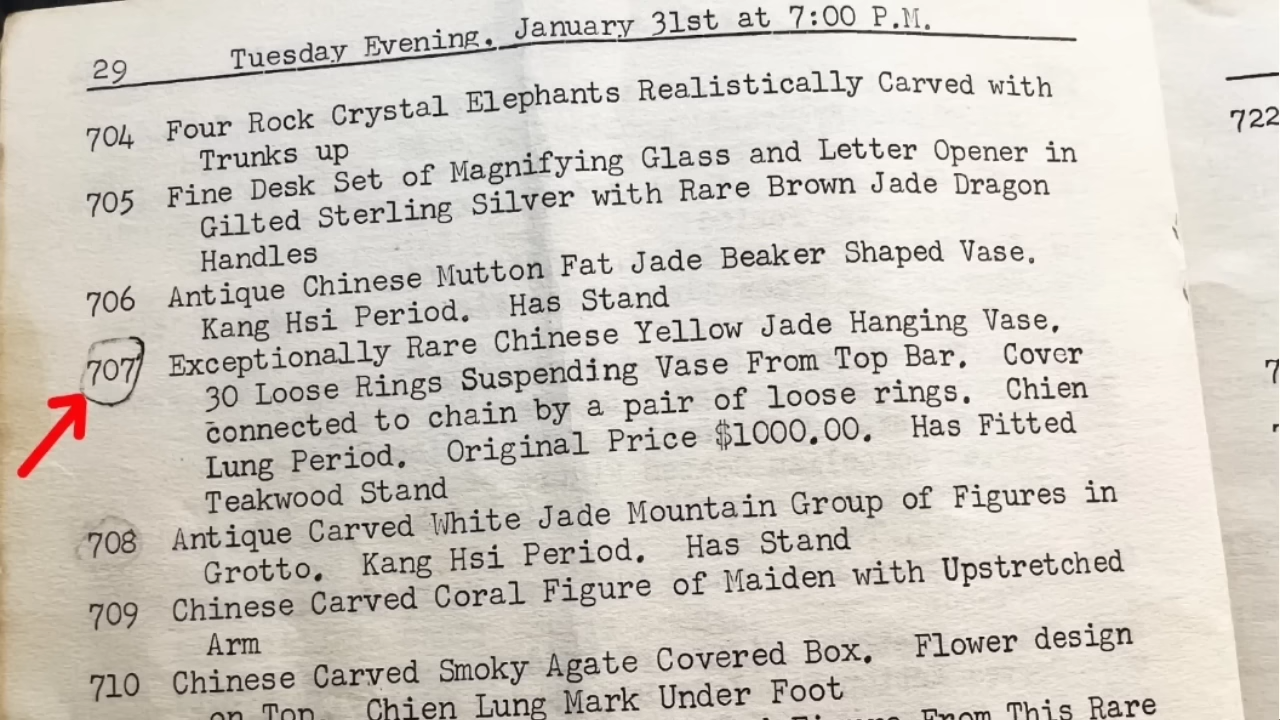 29 Tuesday Evening. January 31st at 7:00 P.M.
704 Four Rock Crystal Elephants Realistically Carved with
Trunks up
705 Fine Desk Set of Magnifying Glass and Letter Opener in
Gilted Sterling Silver with Rare Brown Jade Dragon
Handles
706 Antique Chinese Mutton Fat Jade Beaker Shaped Vase.
Kang Hsi Period. Has Stand
707 Exceptionally Rare Chinese Yellow Jade Hanging Vase.
30 Loose Rings Suspending Vase From Top Bar. Cover
connected to chain by a pair of loose rings. Chien
Lung Period. Original Price $1000.00. Has Fitted
Teakwood Stand
708 Antique Carved White Jade Mountain Group of Figures in
Grotto. Kang Hsi Period. Has Stand
709 Chinese Carved Coral Figure of Maiden with Upstretched
Arm
710 Chinese Carved Smoky Agate Covered Box. Flower design
on Top. Chien Lung Mark Under Foot
Figure From This Rare
722